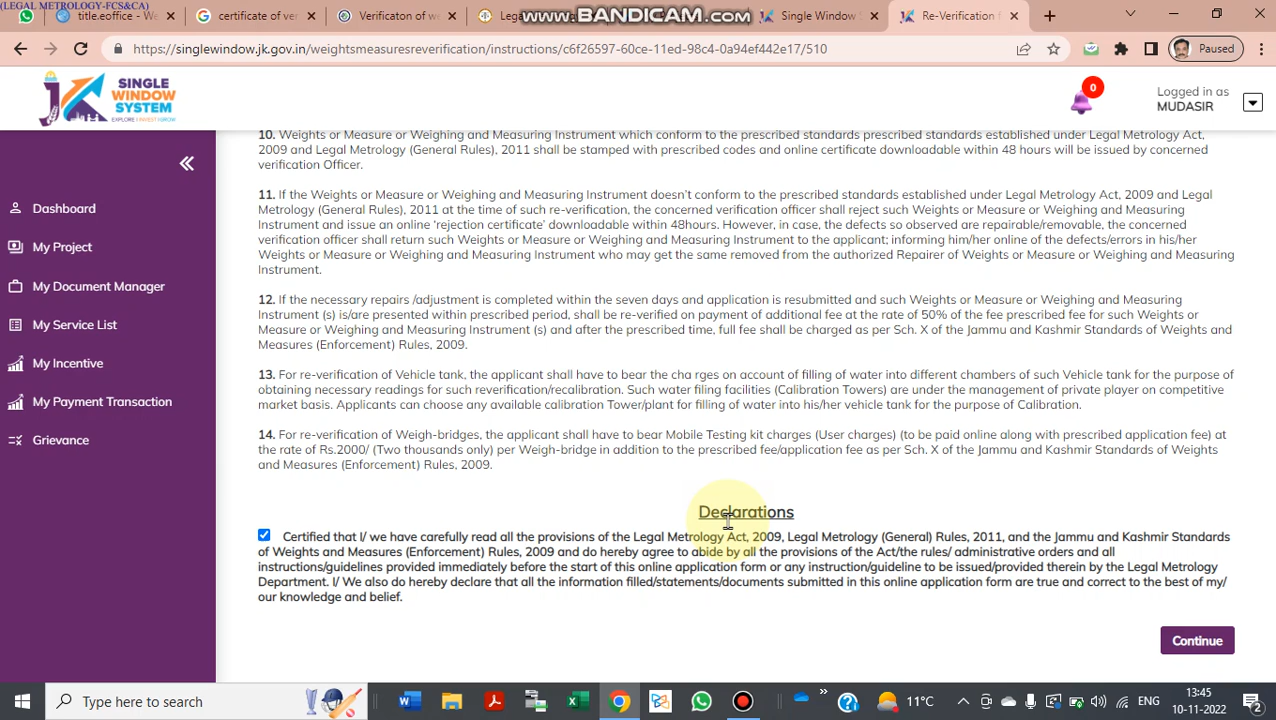 (LEGAL METROLOGY-FCS&CA)
title.eoffice - W
certificate of ver
Verificaton of we
Lega
www.BANDICAM.com
Single Window S
Re-Verification f
https://singlewindow.jk.gov.in/weightsmeasuresreverification/instructions/c6f26597-60ce-11ed-98c4-0a94ef442e17/510
Paused
SINGLE
WINDOW
SYSTEM
EXPLORE I INVEST I GROW
0
Logged in as
MUDASIR
Dashboard
My Project
My Document Manager
My Service List
My Incentive
My Payment Transaction
Grievance
10. Weights or Measure or Weighing and Measuring Instrument which conform to the prescribed standards prescribed standards established under Legal Metrology Act,
2009 and Legal Metrology (General Rules), 2011 shall be stamped with prescribed codes and online certificate downloadable within 48 hours will be issued by concerned
verification Officer.
11. If the Weights or Measure or Weighing and Measuring Instrument doesn't conform to the prescribed standards established under Legal Metrology Act, 2009 and Legal
Metrology (General Rules), 2011 at the time of such re-verification, the concerned verification officer shall reject such Weights or Measure or Weighing and Measuring
Instrument and issue an online 'rejection certificate' downloadable within 48hours. However, in case, the defects so observed are repairable/removable, the concerned
verification officer shall return such Weights or Measure or Weighing and Measuring Instrument to the applicant; informing him/her online of the defects/errors in his/her
Weights or Measure or Weighing and Measuring Instrument who may get the same removed from the authorized Repairer of Weights or Measure or Weighing and Measuring
Instrument.
12. If the necessary repairs /adjustment is completed within the seven days and application is resubmitted and such Weights or Measure or Weighing and Measuring
Instrument (s) is/are presented within prescribed period, shall be re-verified on payment of additional fee at the rate of 50% of the fee prescribed fee for such Weights or
Measure or Weighing and Measuring Instrument (s) and after the prescribed time, full fee shall be charged as per Sch. X of the Jammu and Kashmir Standards of Weights and
Measures (Enforcement) Rules, 2009.
13. For re-verification of Vehicle tank, the applicant shall have to bear the cha rges on account of filling of water into different chambers of such Vehicle tank for the purpose of
obtaining necessary readings for such reverification/recalibration. Such water filling facilities (Calibration Towers) are under the management of private player on competitive
market basis. Applicants can choose any available calibration Tower/plant for filling of water into his/her vehicle tank for the purpose of Calibration.
14. For re-verification of Weigh-bridges, the applicant shall have to bear Mobile Testing kit charges (User charges) (to be paid online along with prescribed application fee) at
the rate of Rs.2000/ (Two thousands only) per Weigh-bridge in addition to the prescribed fee/application fee as per Sch. X of the Jammu and Kashmir Standards of Weights
and Measures (Enforcement) Rules, 2009.
Declarations
Certified that I/ we have carefully read all the provisions of the Legal Metrology Act, 2009, Legal Metrology (General) Rules, 2011, and the Jammu and Kashmir Standards
of Weights and Measures (Enforcement) Rules, 2009 and do hereby agree to abide by all the provisions of the Act/the rules/ administrative orders and all
instructions/guidelines provided immediately before the start of this online application form or any instruction/guideline to be issued/provided therein by the Legal Metrology
Department. I/ We also do hereby declare that all the information filled/statements/documents submitted in this online application form are true and correct to the best of my/
our knowledge and belief.
Continue
Type here to search
11°C
ENG
13:45
10-11-2022
2